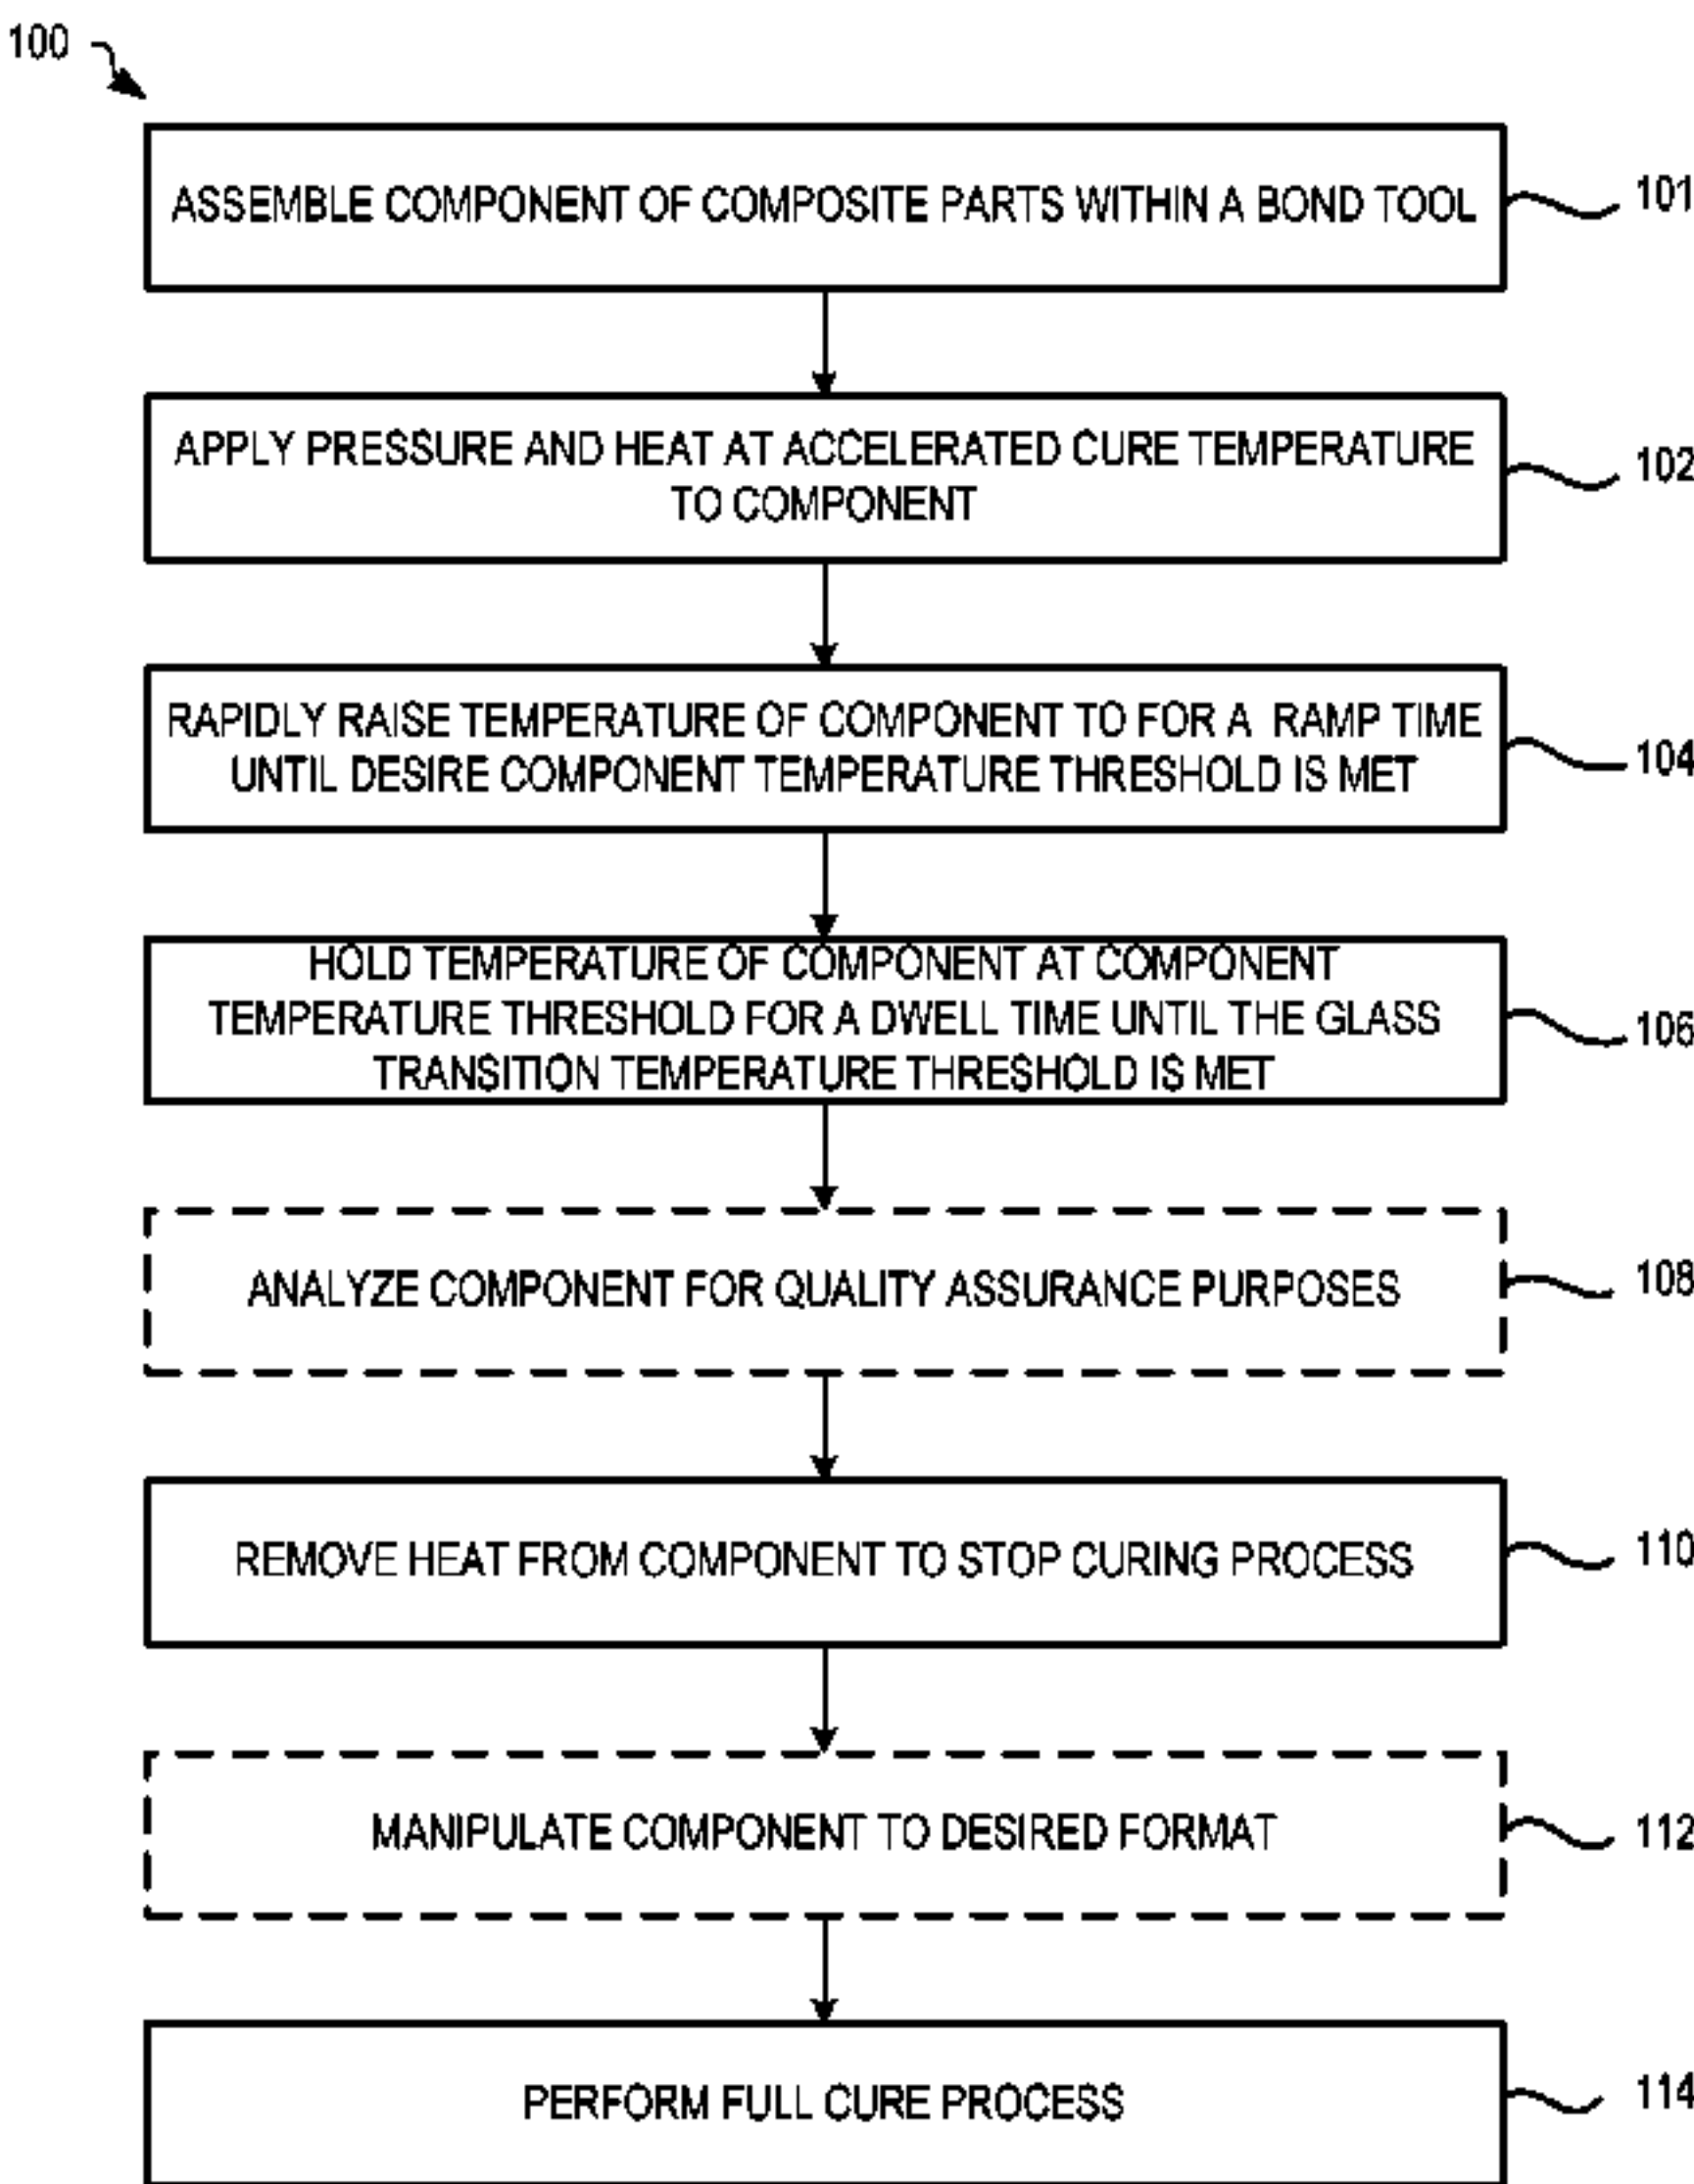 100
ASSEMBLE COMPONENT OF COMPOSITE PARTS WITHIN A BOND TOOL
101
APPLY PRESSURE AND HEAT AT ACCELERATED CURE TEMPERATURE
TO COMPONENT
102
RAPIDLY RAISE TEMPERATURE OF COMPONENT TO FOR A RAMP TIME
UNTIL DESIRE COMPONENT TEMPERATURE THRESHOLD IS MET
104
HOLD TEMPERATURE OF COMPONENT AT COMPONENT
TEMPERATURE THRESHOLD FOR A DWELL TIME UNTIL THE GLASS
TRANSITION TEMPERATURE THRESHOLD IS MET
106
ANALYZE COMPONENT FOR QUALITY ASSURANCE PURPOSES
108
REMOVE HEAT FROM COMPONENT TO STOP CURING PROCESS
110
MANIPULATE COMPONENT TO DESIRED FORMAT
112
PERFORM FULL CURE PROCESS
114